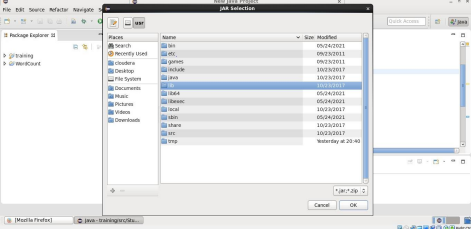 New Java Project
JAR Selection
File Edit Source Refactor Navigate
usr
Quick Access
Java
Package Explorer
training
WordCount
Places
Search
Recently Used
cloudera
Desktop
File System
Documents
Music
Pictures
Videos
Downloads
Name Size Modified
bin 05/24/2021
etc 09/23/2011
games 09/23/2011
include 10/23/2017
java 10/23/2017
lib 10/23/2017
lib64 05/24/2021
libexec 05/24/2021
local 10/23/2017
sbin 05/24/2021
share 10/23/2017
src 10/23/2017
tmp Yesterday at 20:40
*.jar;*.zip
Cancel OK
[Mozilla Firefox]
Java - training/src/Stu...